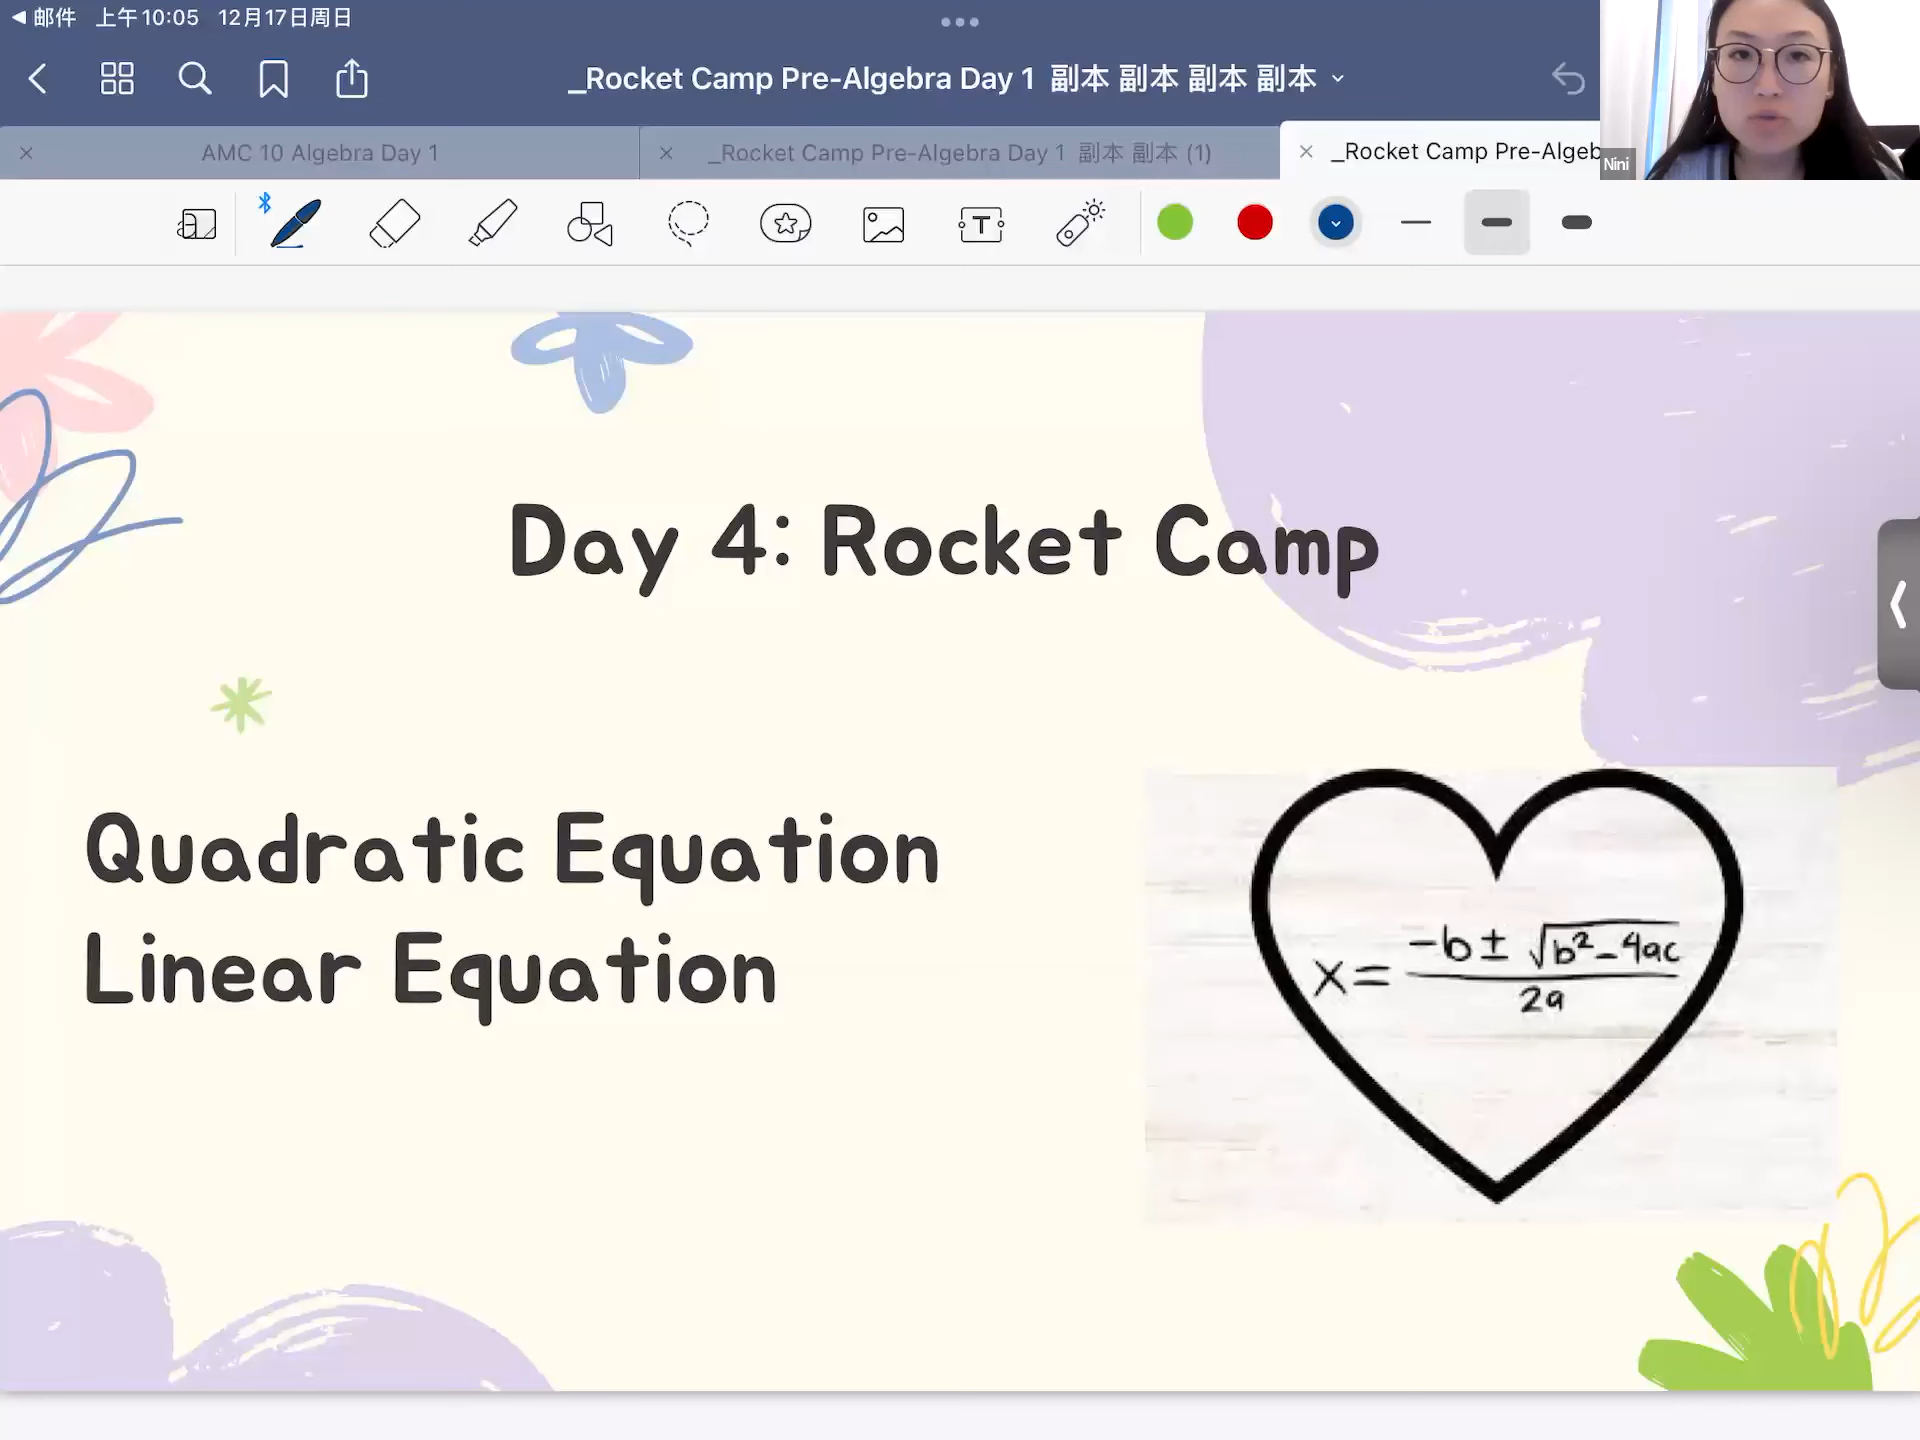 ◀ 邮件 上午10:05 12月17日周日
_Rocket Camp Pre-Algebra Day 1 副本 副本 副本 副本
AMC 10 Algebra Day 1
_Rocket Camp Pre-Algebra Day 1 副本 副本 (1)
_Rocket Camp Pre-Algeb
Nini
Day 4: Rocket Camp
Quadratic Equation
Linear Equation
x = -b ± √b² - 4ac
2a